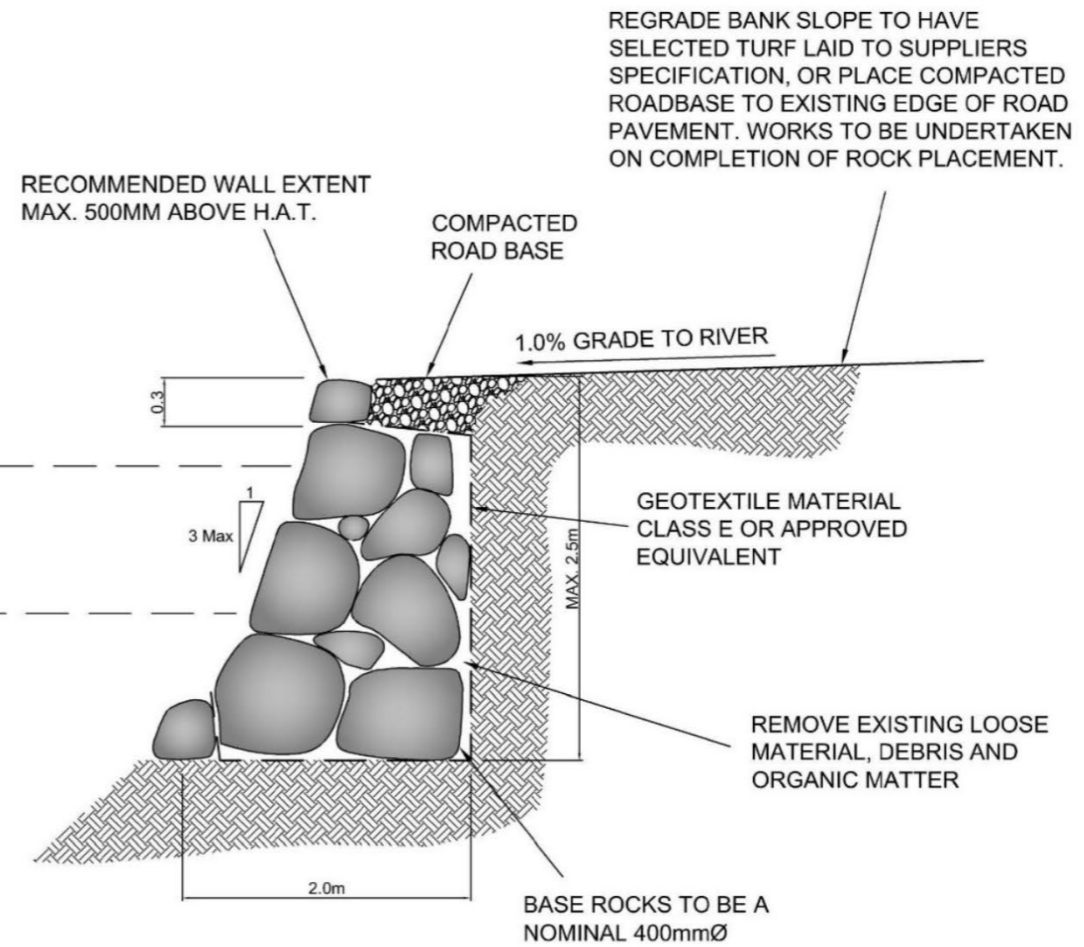 REGRADE BANK SLOPE TO HAVE
SELECTED TURF LAID TO SUPPLIERS
SPECIFICATION, OR PLACE COMPACTED
ROADBASE TO EXISTING EDGE OF ROAD
PAVEMENT. WORKS TO BE UNDERTAKEN
ON COMPLETION OF ROCK PLACEMENT.
RECOMMENDED WALL EXTENT
MAX. 500MM ABOVE H.A.T.
COMPACTED
ROAD BASE
1.0% GRADE TO RIVER
0.3
1
3 Max
GEOTEXTILE MATERIAL
CLASS E OR APPROVED
EQUIVALENT
MAX. 2.5m
REMOVE EXISTING LOOSE
MATERIAL, DEBRIS AND
ORGANIC MATTER
2.0m
BASE ROCKS TO BE A
NOMINAL 400mmØ